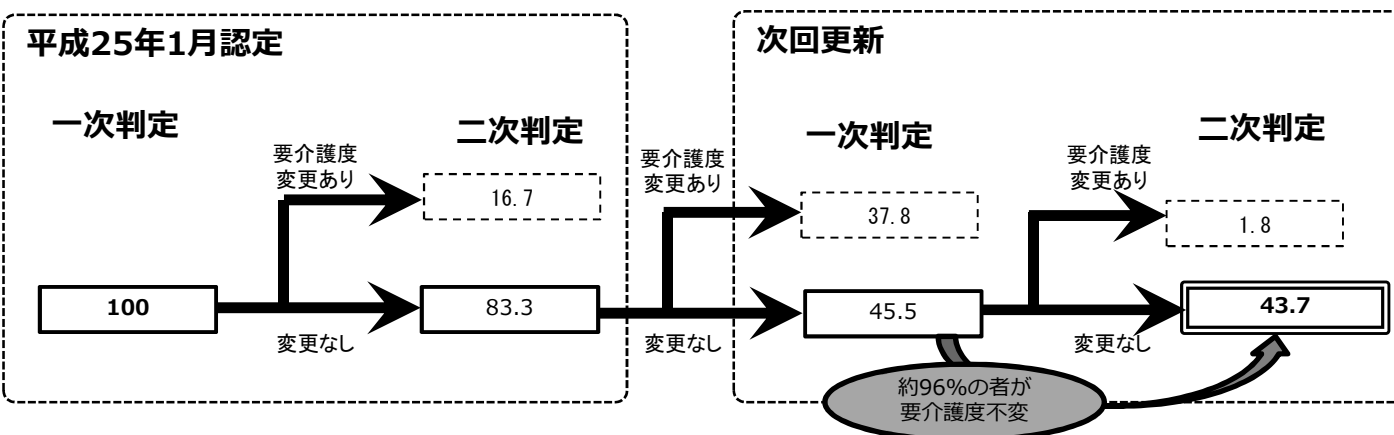 平成25年1月認定
一次判定
二次判定
要介護度
変更あり
16.7
100
83.3
変更なし
要介護度
変更あり
変更なし
次回更新
一次判定
二次判定
37.8
要介護度
変更あり
1.8
45.5
変更なし
43.7
約96%の者が
要介護度不変